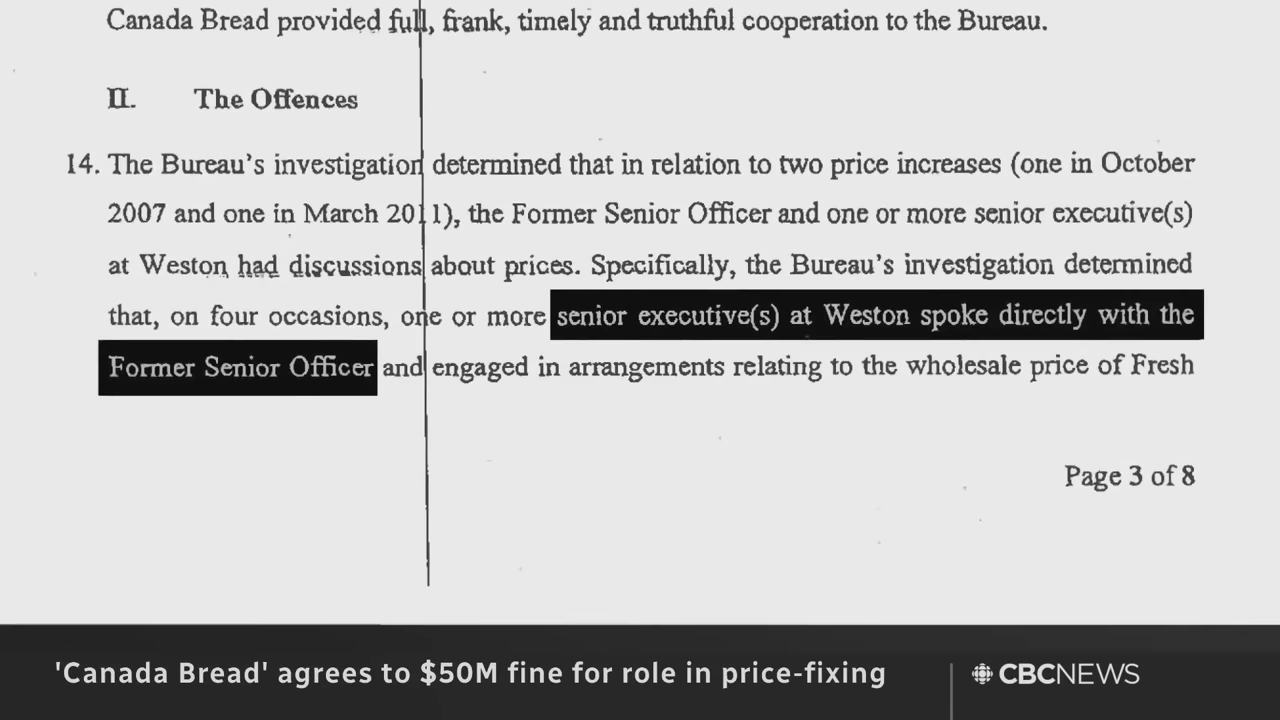 Canada Bread provided full, frank, timely and truthful cooperation to the Bureau.
II. The Offences
14. The Bureau's investigation determined that in relation to two price increases (one in October
2007 and one in March 2011), the Former Senior Officer and one or more senior executive(s)
at Weston had discussions about prices. Specifically, the Bureau's investigation determined
that, on four occasions, one or more senior executive(s) at Weston spoke directly with the
Former Senior Officer and engaged in arrangements relating to the wholesale price of Fresh
Page 3 of 8
'Canada Bread' agrees to $50M fine for role in price-fixing
CBCNEWS